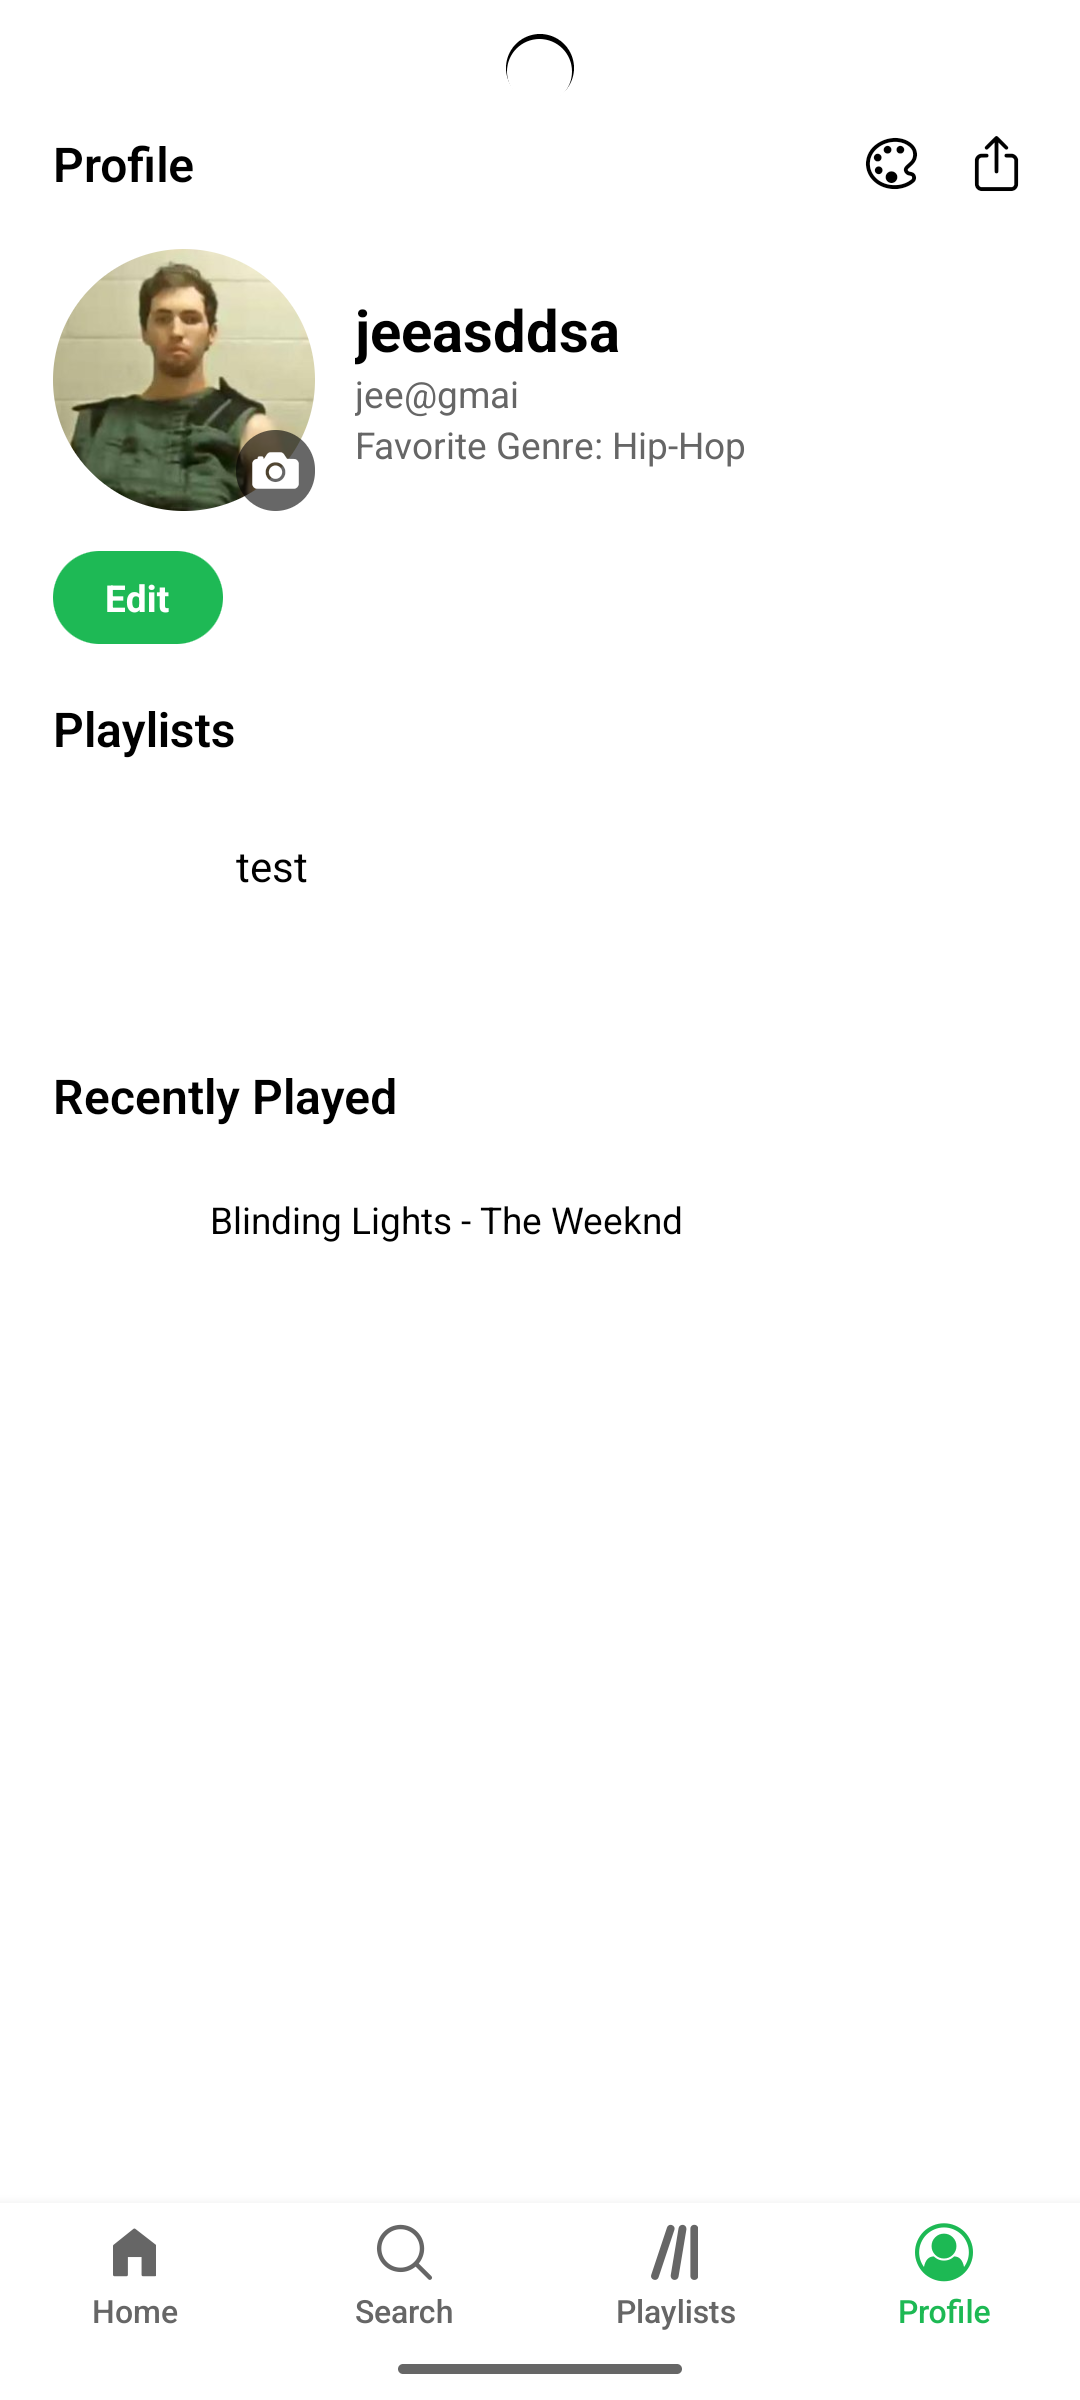 Profile
jeeasddsa
jee@gmai
Favorite Genre: Hip-Hop
Edit
Playlists
test
Recently Played
Blinding Lights - The Weeknd
Home
Search
Playlists
Profile